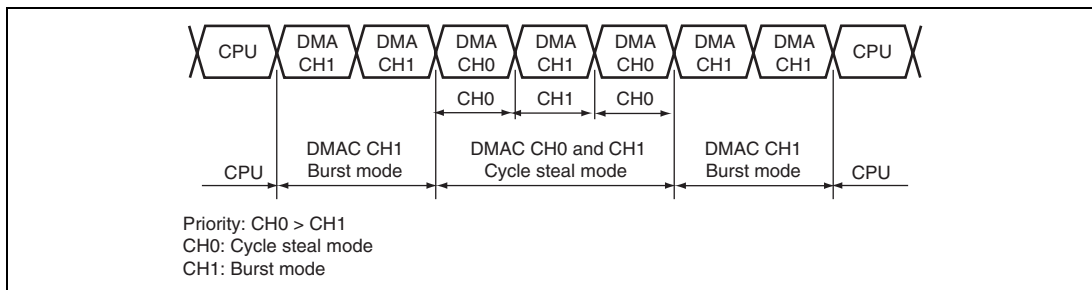 CPU DMA CH1 DMA CH1 DMA CH0 DMA CH1 DMA CH0 DMA CH1 DMA CH1 CPU
CH0 CH1 CH0
CPU DMAC CH1 Burst mode DMAC CH0 and CH1 Cycle steal mode DMAC CH1 Burst mode CPU
Priority: CH0 > CH1
CH0: Cycle steal mode
CH1: Burst mode